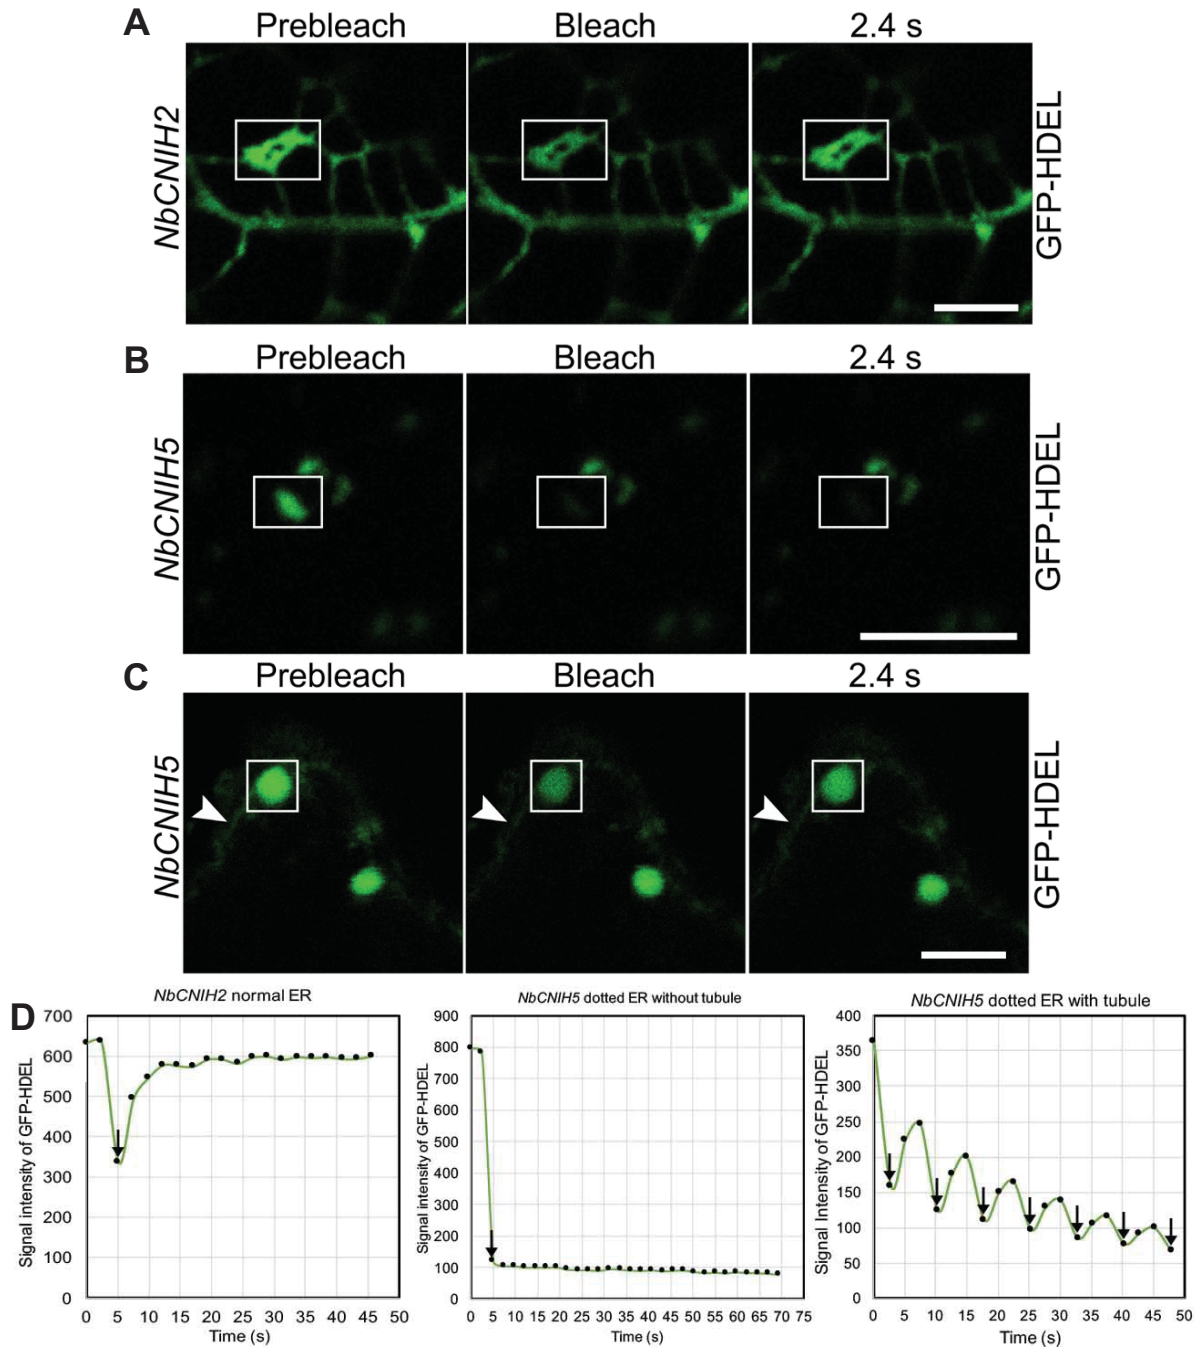 A
Prebleach Bleach 2.4 s
NbCNIH2
GFP-HDEL
B
Prebleach Bleach 2.4 s
NbCNIH5
GFP-HDEL
C
Prebleach Bleach 2.4 s
NbCNIH5
GFP-HDEL
D
NbCNIH2 normal ER
Signal intensity of GFP-HDEL
700
600
500
400
300
200
100
0
0 5 10 15 20 25 30 35 40 45 50
Time (s)
NbCNIH5 dotted ER without tubule
Signal intensity of GFP-HDEL
900
800
700
600
500
400
300
200
100
0
0 5 10 15 20 25 30 35 40 45 50 55 60 65 70 75
Time (s)
NbCNIH5 dotted ER with tubule
Signal Intensity of GFP-HDEL
400
350
300
250
200
150
100
50
0
0 5 10 15 20 25 30 35 40 45 50
Time (s)